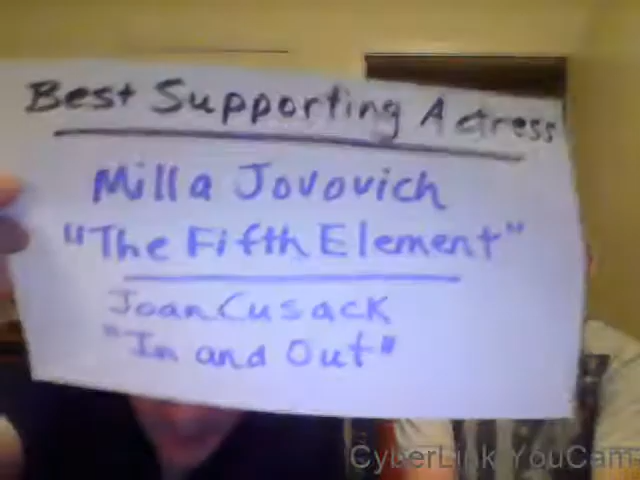 Best Supporting Actress
Milla Jovovich
"The Fifth Element"
Joan Cusack
"In and Out"
CyberLink YouCam